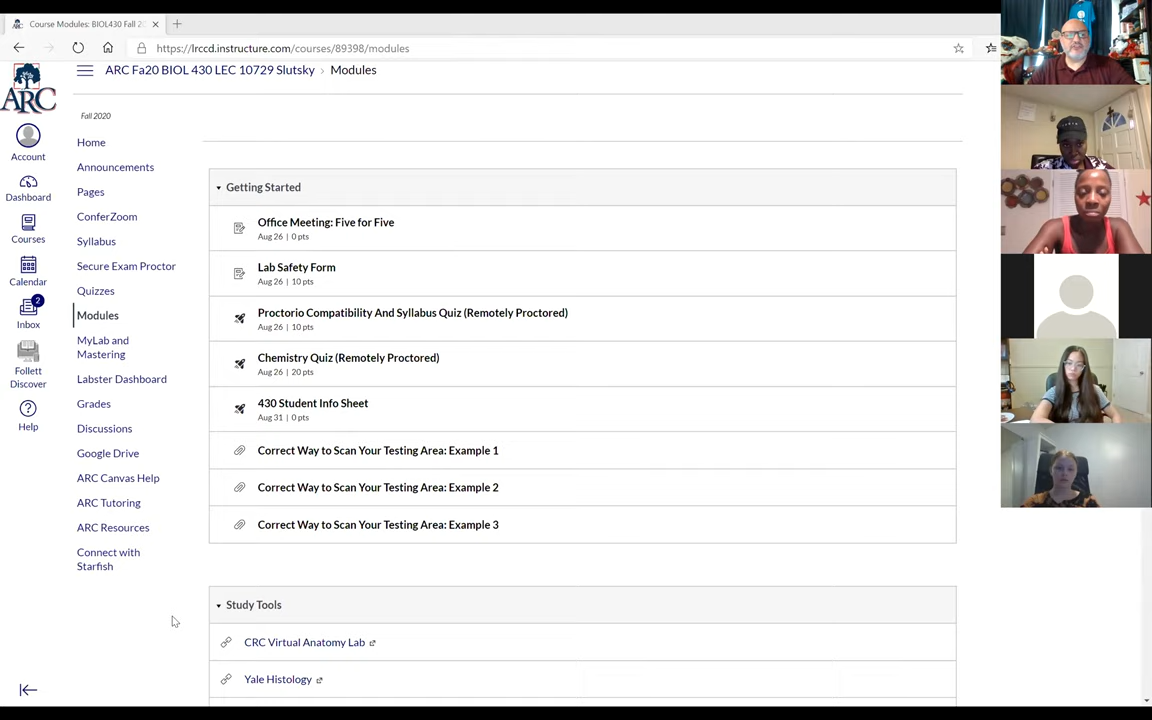 Course Modules: BIOL430 Fall 2
https://lrccd.instructure.com/courses/89398/modules
ARC
ARC Fa20 BIOL 430 LEC 10729 Slutsky › Modules
Account
Dashboard
Courses
Calendar
2
Inbox
Follett
Discover
Help
Fall 2020
Home
Announcements
Pages
ConferZoom
Syllabus
Secure Exam Proctor
Quizzes
Modules
MyLab and
Mastering
Labster Dashboard
Grades
Discussions
Google Drive
ARC Canvas Help
ARC Tutoring
ARC Resources
Connect with
Starfish
Getting Started
Office Meeting: Five for Five
Aug 26 | 0 pts
Lab Safety Form
Aug 26 | 10 pts
Proctorio Compatibility And Syllabus Quiz (Remotely Proctored)
Aug 26 | 10 pts
Chemistry Quiz (Remotely Proctored)
Aug 26 | 20 pts
430 Student Info Sheet
Aug 31 | 0 pts
Correct Way to Scan Your Testing Area: Example 1
Correct Way to Scan Your Testing Area: Example 2
Correct Way to Scan Your Testing Area: Example 3
Study Tools
CRC Virtual Anatomy Lab
Yale Histology